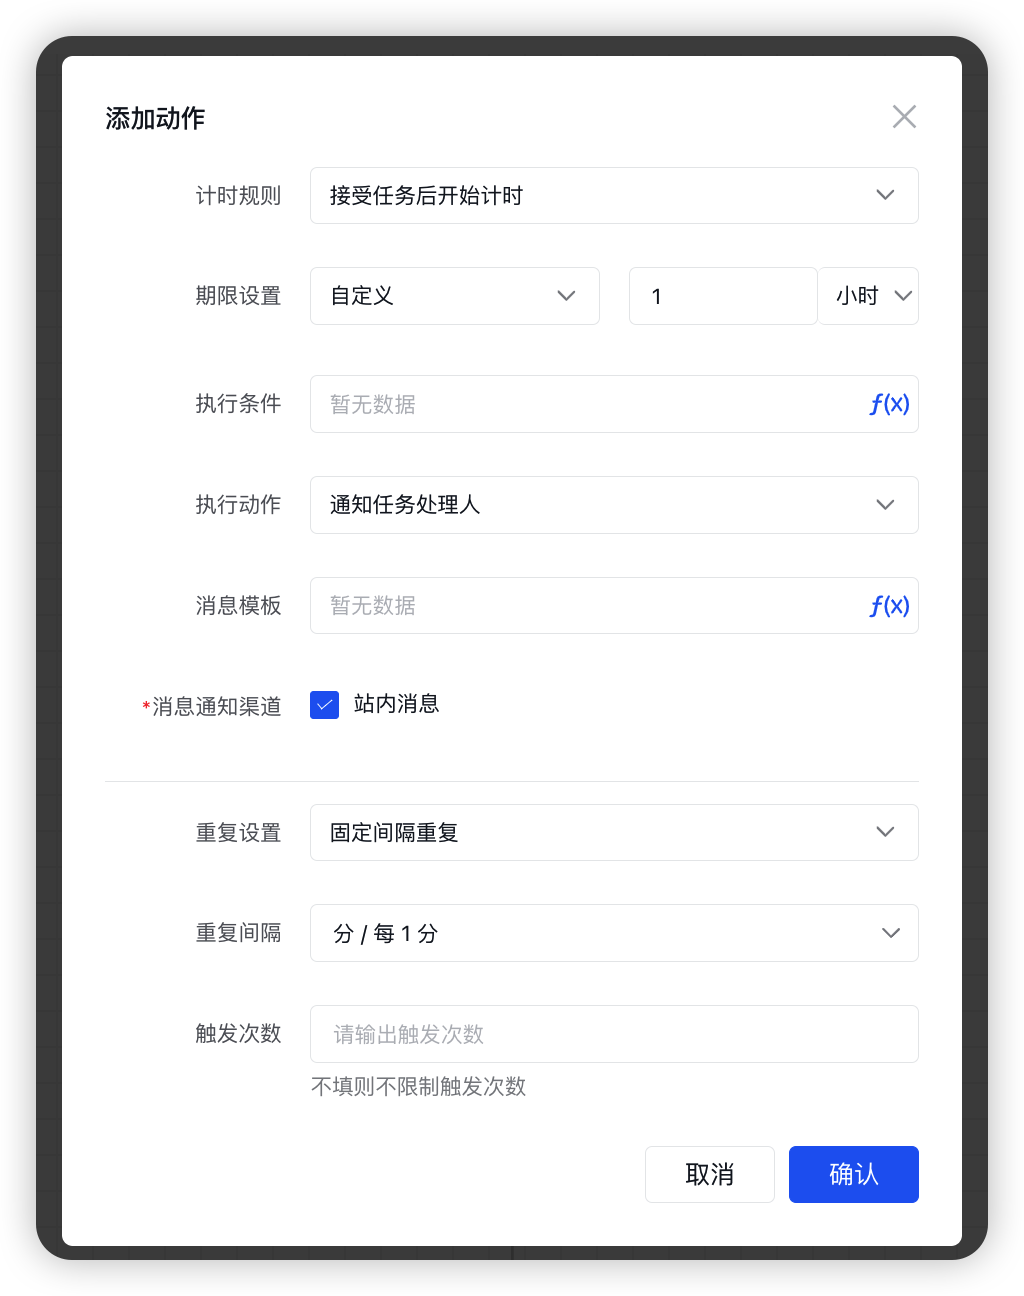 添加动作
计时规则 接受任务后开始计时
期限设置 自定义 1 小时
执行条件 暂无数据 f(x)
执行动作 通知任务处理人
消息模板 暂无数据 f(x)
*消息通知渠道 站内消息
重复设置 固定间隔重复
重复间隔 分 / 每 1 分
触发次数 请输出触发次数
不填则不限制触发次数
取消 确认